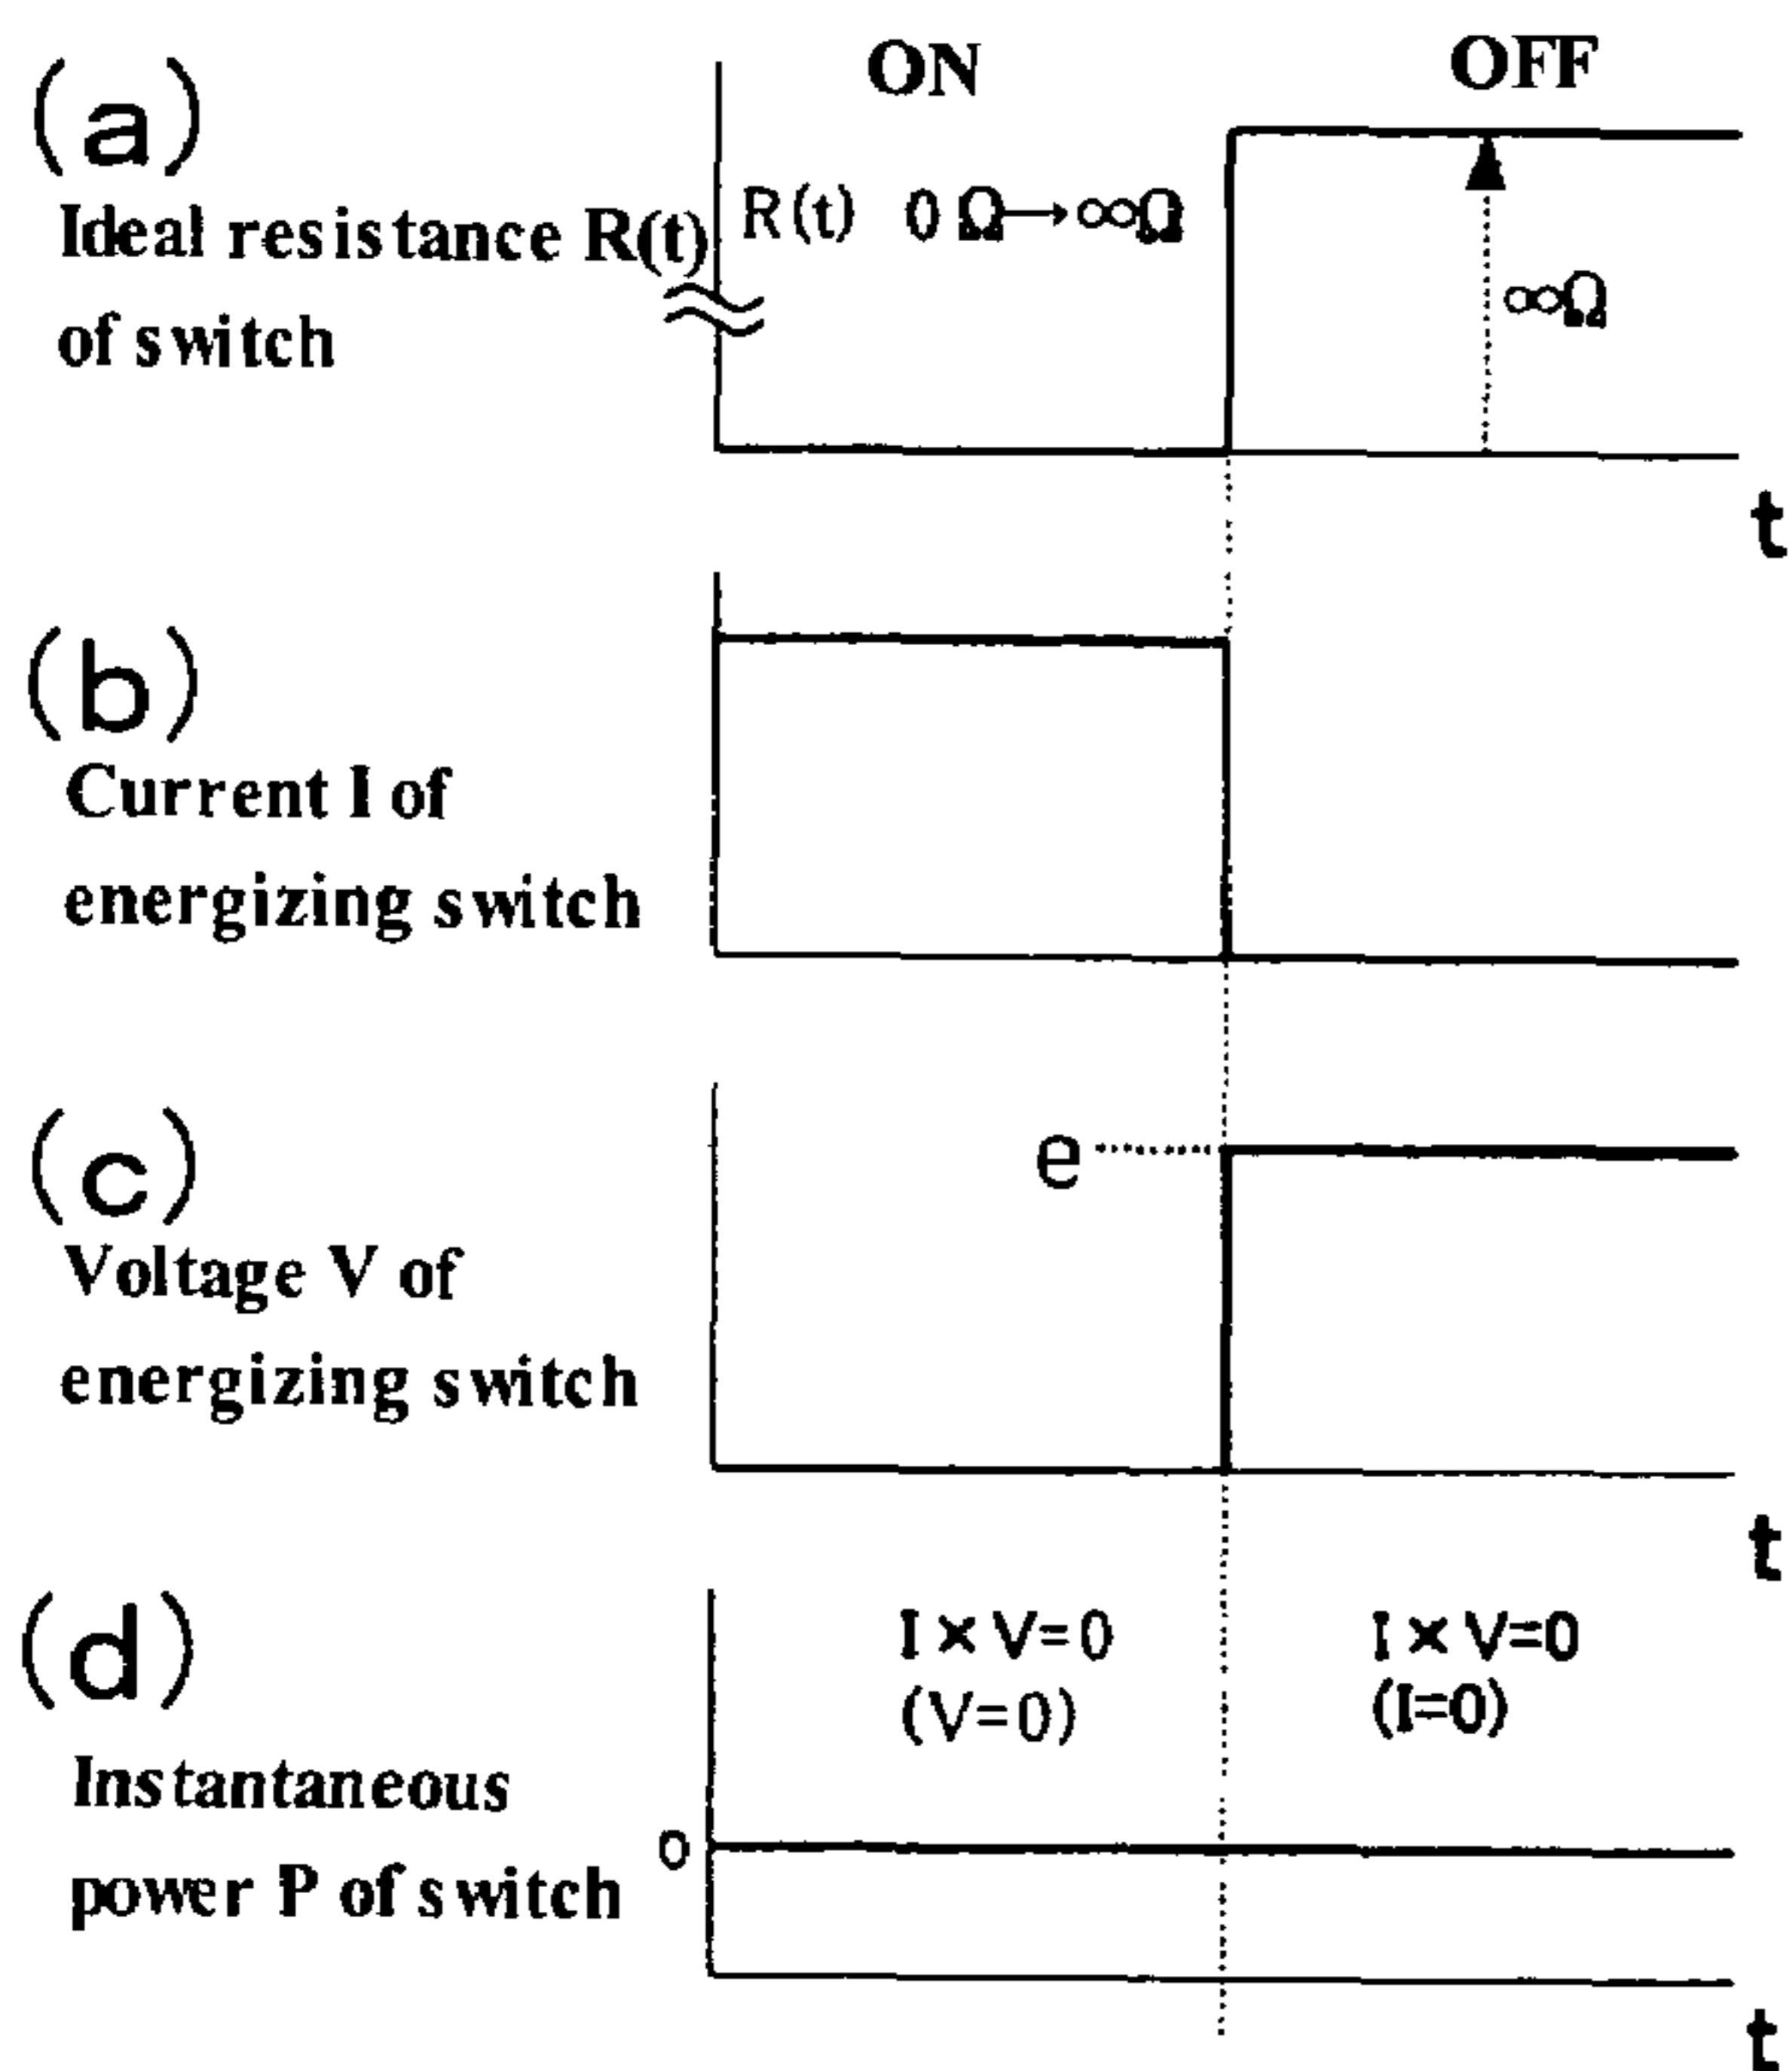 (a)
ON
OFF
Ideal resistance R(t)
of switch
R(t) 0Ω→∞Ω
∞Ω
t
(b)
Current I of
energizing switch
(c)
e
Voltage V of
energizing switch
t
(d)
I×V=0
(V=0)
I×V=0
(I=0)
Instantaneous
power P of switch
0
t